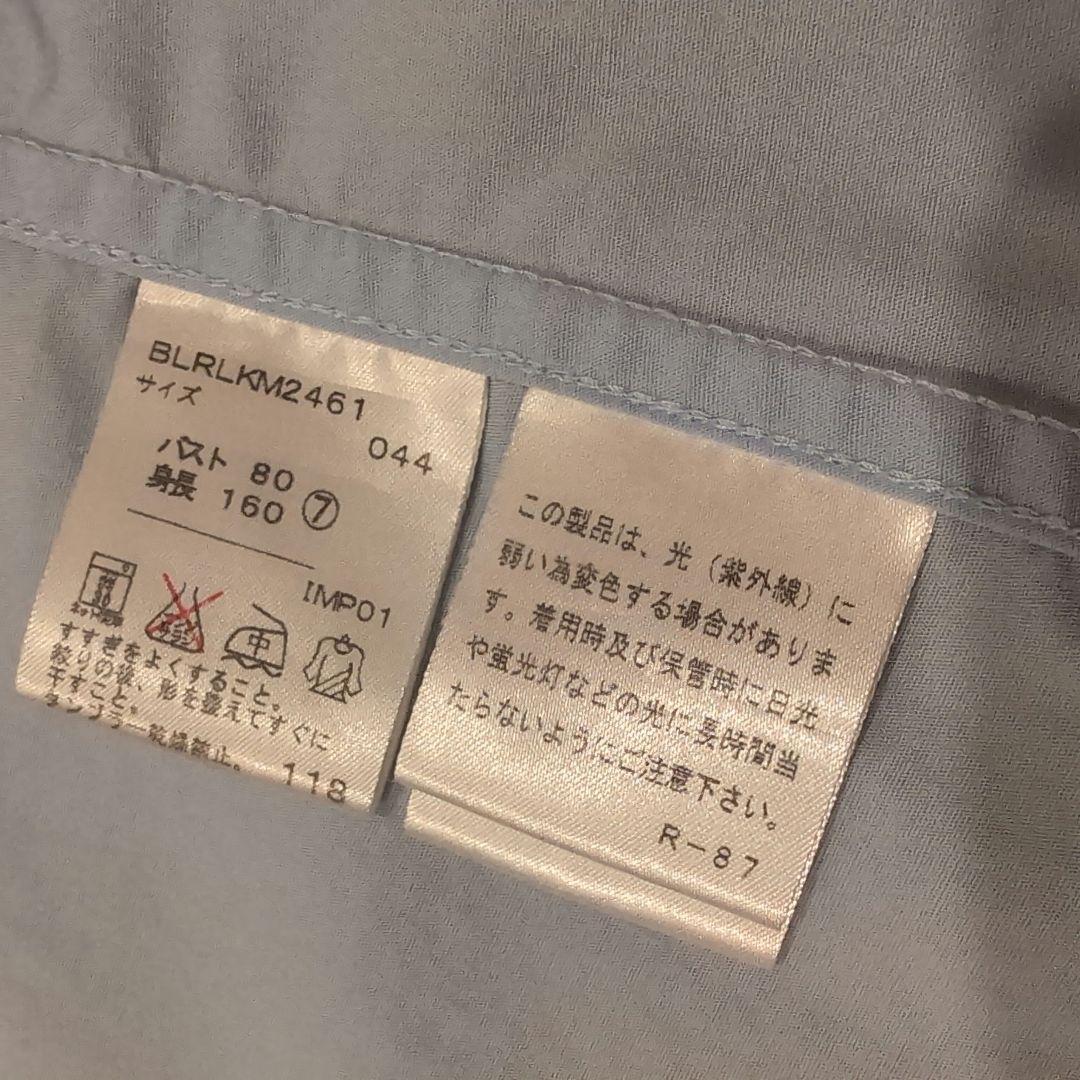 BLRLKM2461
サイズ
044
バスト 80
身長 160 ⑦
IMP01
中
すすぎをよくすること。
絞りの後、形を整えてすぐに
干すこと。
タンブラー乾燥禁止。 118
この製品は、光（紫外線）に
弱い為変色する場合がありま
す。着用時及び保管時に日光
や蛍光灯などの光に長時間当
たらないようにご注意下さい。
R-87